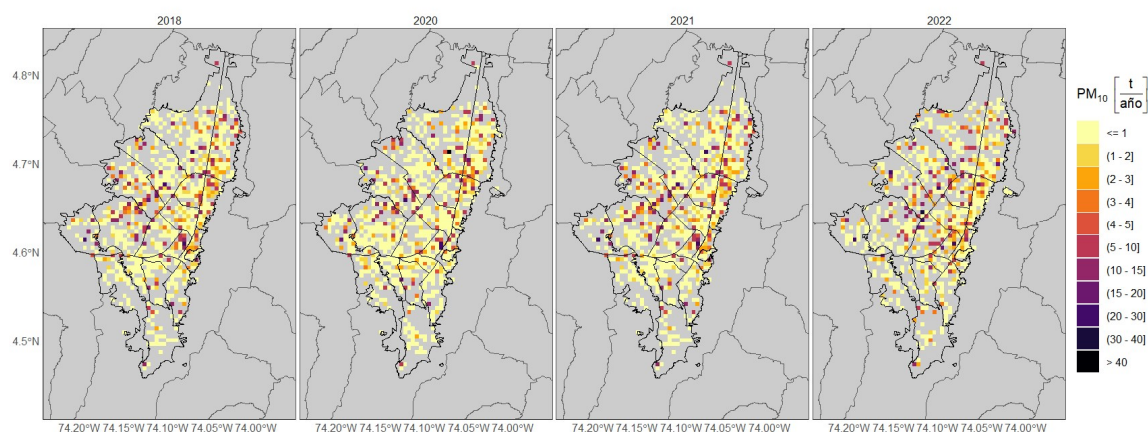 2018 2020 2021 2022
4.8°N
4.7°N
4.6°N
4.5°N
74.20°W 74.15°W 74.10°W 74.05°W 74.00°W 74.20°W 74.15°W 74.10°W 74.05°W 74.00°W 74.20°W 74.15°W 74.10°W 74.05°W 74.00°W 74.20°W 74.15°W 74.10°W 74.05°W 74.00°W
PM₁₀ [t/año]
<= 1
(1 - 2]
(2 - 3]
(3 - 4]
(4 - 5]
(5 - 10]
(10 - 15]
(15 - 20]
(20 - 30]
(30 - 40]
> 40